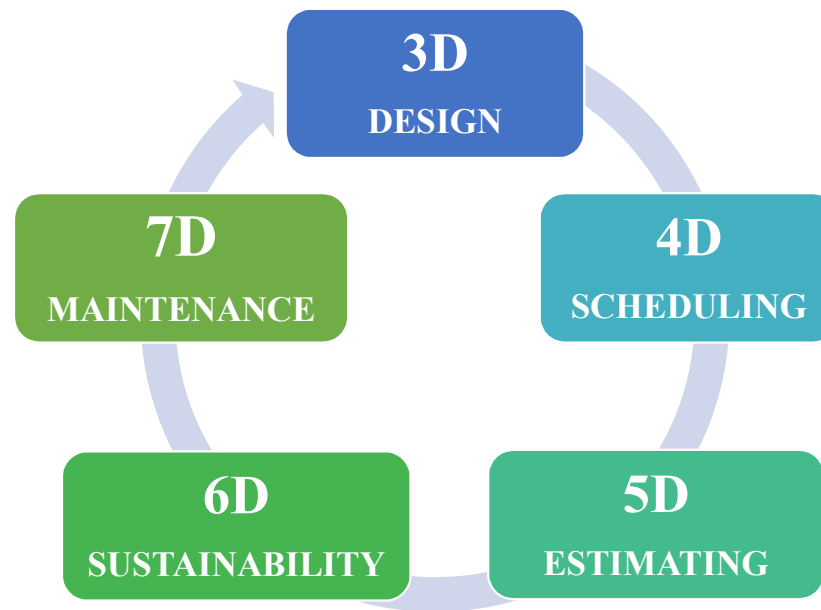 3D
DESIGN
4D
SCHEDULING
5D
ESTIMATING
6D
SUSTAINABILITY
7D
MAINTENANCE